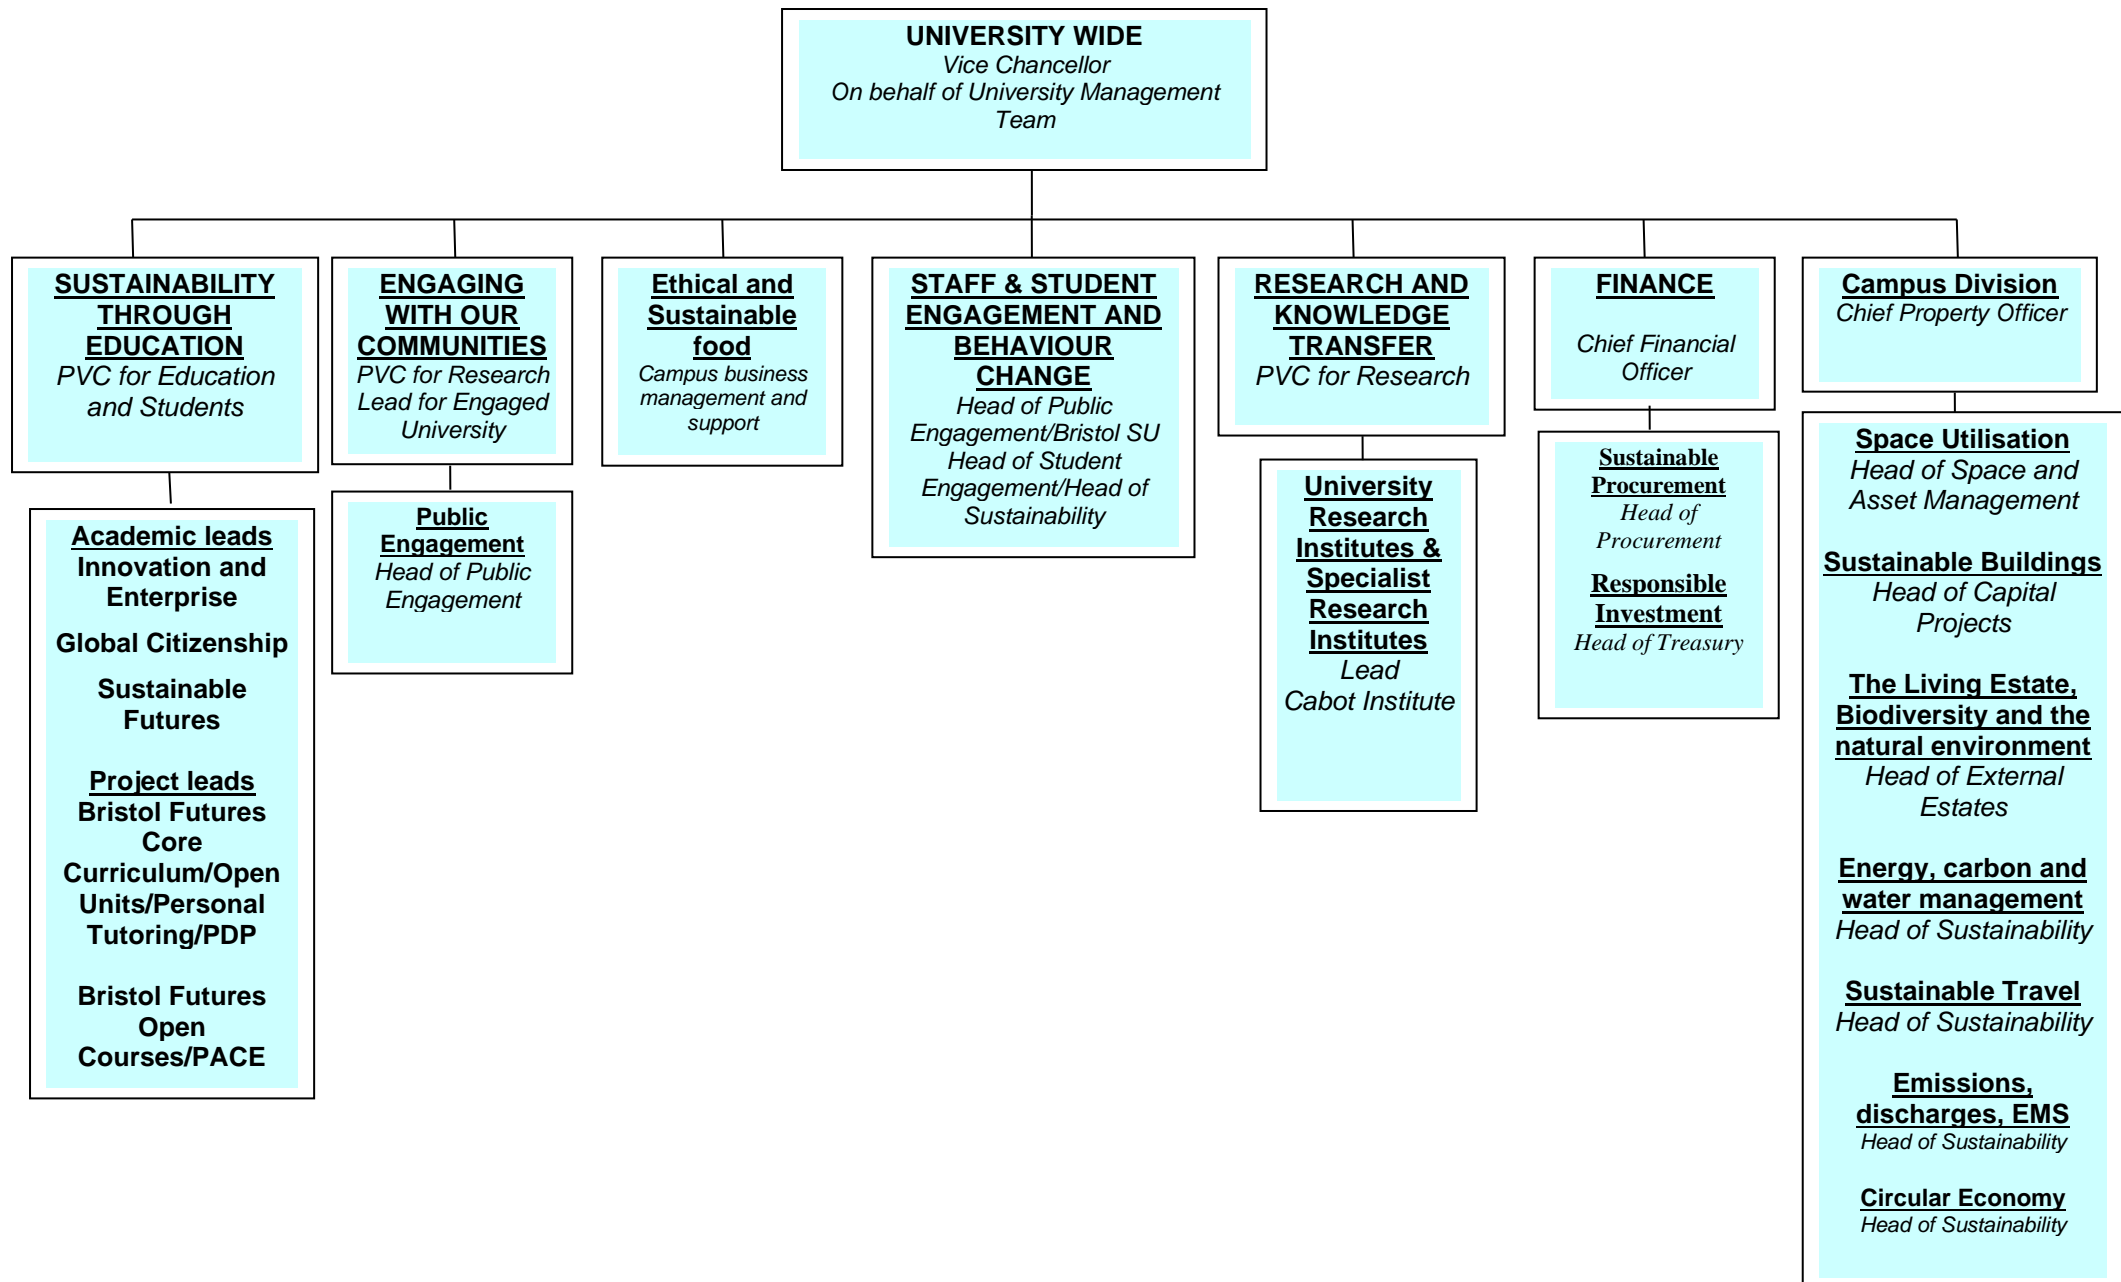 UNIVERSITY WIDE
Vice Chancellor
On behalf of University Management
Team
SUSTAINABILITY
THROUGH
EDUCATION
PVC for Education
and Students
ENGAGING
WITH OUR
COMMUNITIES
PVC for Research
Lead for Engaged
University
Ethical and
Sustainable
food
Campus business
management and
support
STAFF & STUDENT
ENGAGEMENT AND
BEHAVIOUR
CHANGE
Head of Public
Engagement/Bristol SU
Head of Student
Engagement/Head of
Sustainability
RESEARCH AND
KNOWLEDGE
TRANSFER
PVC for Research
FINANCE
Chief Financial
Officer
Campus Division
Chief Property Officer
Academic leads
Innovation and
Enterprise
Global Citizenship
Sustainable
Futures
Project leads
Bristol Futures
Core
Curriculum/Open
Units/Personal
Tutoring/PDP
Bristol Futures
Open
Courses/PACE
Public
Engagement
Head of Public
Engagement
University
Research
Institutes &
Specialist
Research
Institutes
Lead
Cabot Institute
Sustainable
Procurement
Head of
Procurement
Responsible
Investment
Head of Treasury
Space Utilisation
Head of Space and
Asset Management
Sustainable Buildings
Head of Capital
Projects
The Living Estate,
Biodiversity and the
natural environment
Head of External
Estates
Energy, carbon and
water management
Head of Sustainability
Sustainable Travel
Head of Sustainability
Emissions,
discharges, EMS
Head of Sustainability
Circular Economy
Head of Sustainability